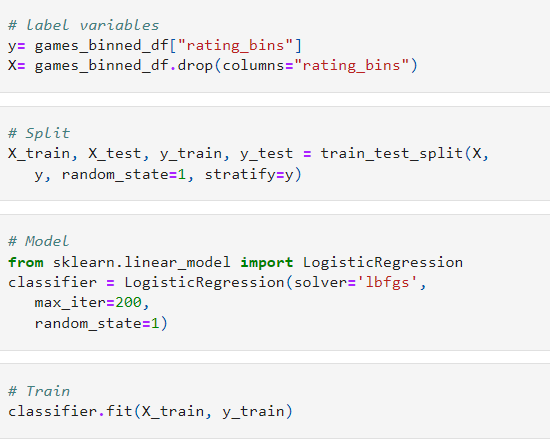 # label variables
y= games_binned_df["rating_bins"]
X= games_binned_df.drop(columns="rating_bins")
# Split
X_train, X_test, y_train, y_test = train_test_split(X,
y, random_state=1, stratify=y)
# Model
from sklearn.linear_model import LogisticRegression
classifier = LogisticRegression(solver='lbfgs',
max_iter=200,
random_state=1)
# Train
classifier.fit(X_train, y_train)